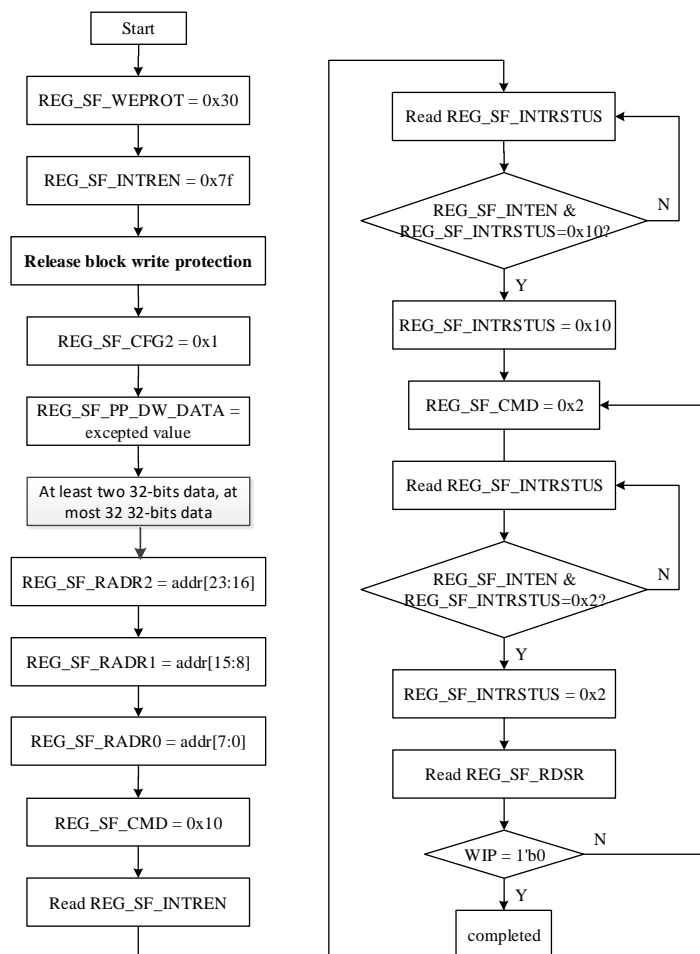 Start
REG_SF_WEPROT = 0x30
REG_SF_INTREN = 0x7f
Release block write protection
REG_SF_CFG2 = 0x1
REG_SF_PP_DW_DATA =
excepted value
At least two 32-bits data, at
most 32 32-bits data
REG_SF_RADR2 = addr[23:16]
REG_SF_RADR1 = addr[15:8]
REG_SF_RADR0 = addr[7:0]
REG_SF_CMD = 0x10
Read REG_SF_INTREN
Read REG_SF_INTRSTUS
N
REG_SF_INTEN &
REG_SF_INTRSTUS=0x10?
Y
REG_SF_INTRSTUS = 0x10
REG_SF_CMD = 0x2
Read REG_SF_INTRSTUS
N
REG_SF_INTEN &
REG_SF_INTRSTUS=0x2?
Y
REG_SF_INTRSTUS = 0x2
Read REG_SF_RDSR
N
WIP = 1'b0
Y
completed